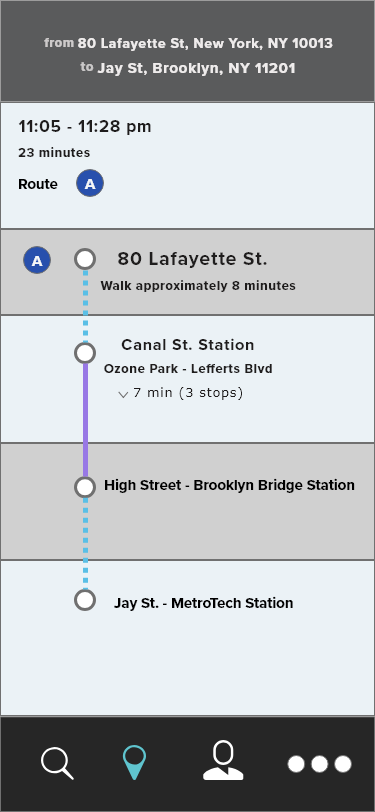 from 80 Lafayette St, New York, NY 10013
to Jay St, Brooklyn, NY 11201
11:05 - 11:28 pm
23 minutes
Route A
A 80 Lafayette St.
Walk approximately 8 minutes
Canal St. Station
Ozone Park - Lefferts Blvd
7 min (3 stops)
High Street - Brooklyn Bridge Station
Jay St. - MetroTech Station